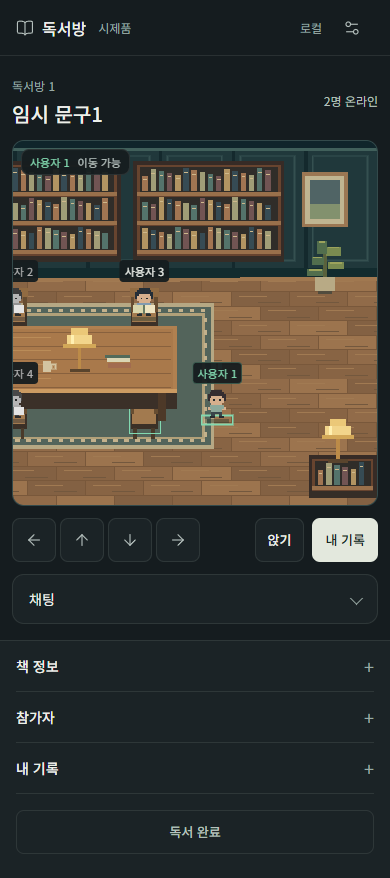 독서방 시제품 로컬
독서방 1
임시 문구1
2명 온라인
사용자 1 이동 가능
자 2
사용자 3
자 4
사용자 1
← ↑ ↓ → 앉기 내 기록
채팅
책 정보 +
참가자 +
내 기록 +
독서 완료